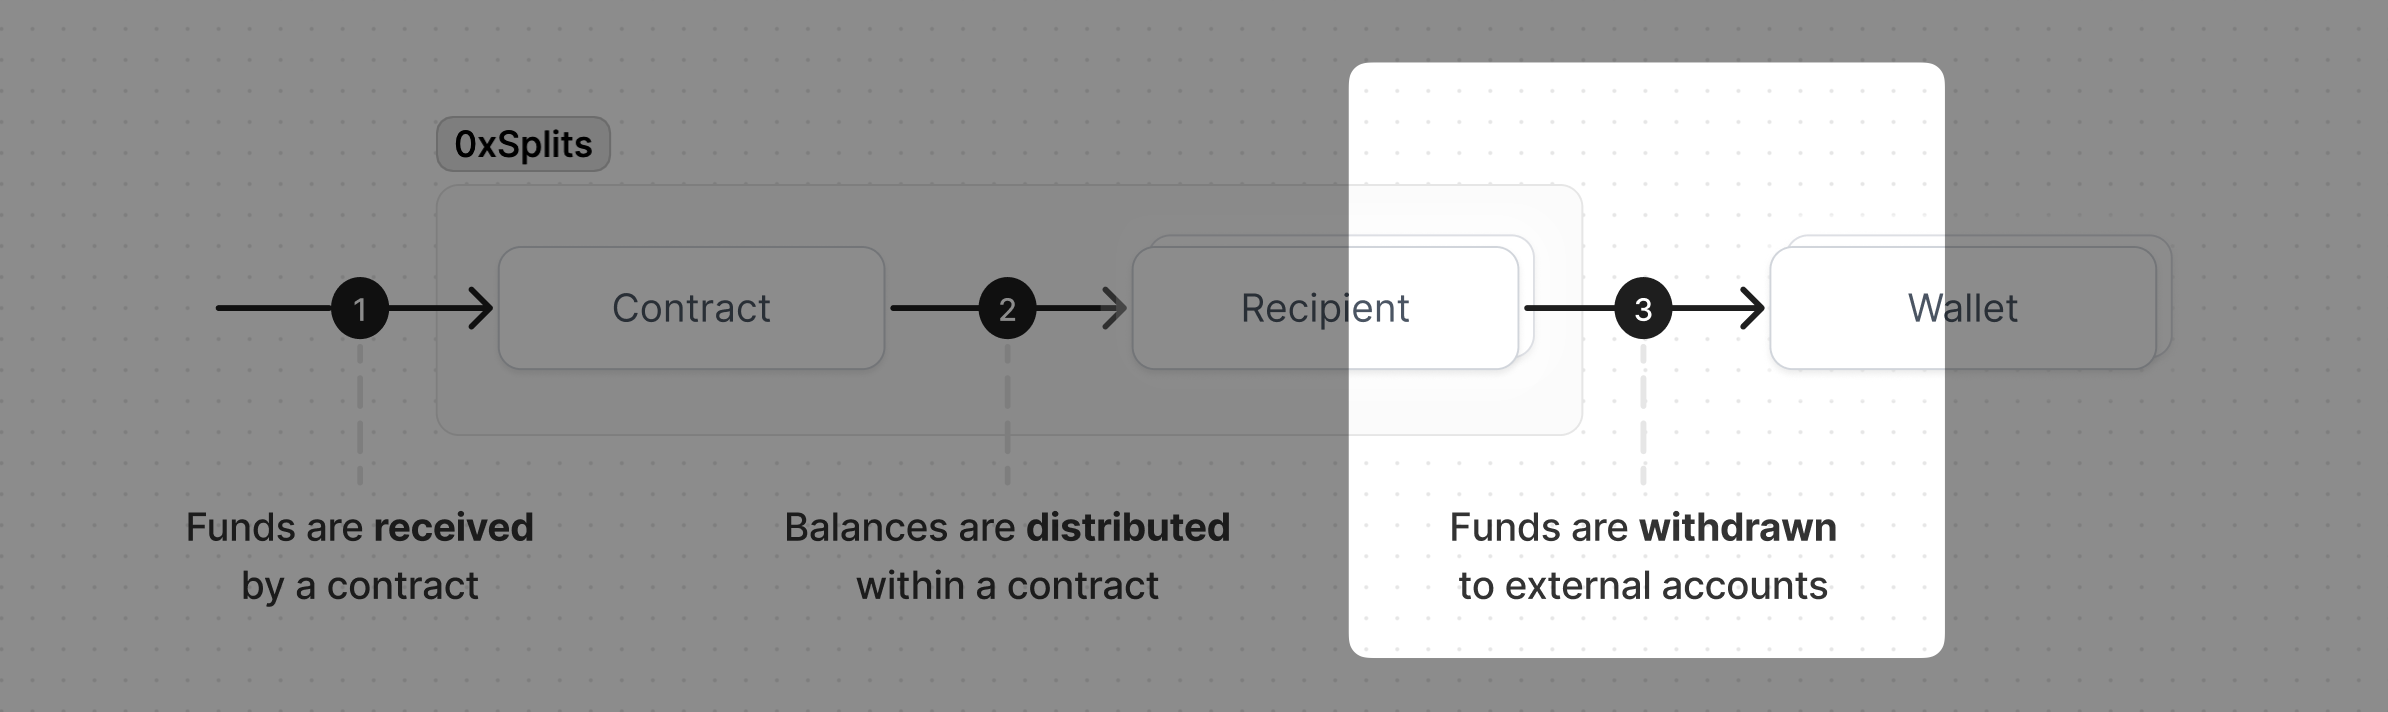 0xSplits
1
Contract
2
Recipient
3
Wallet
Funds are received
by a contract
Balances are distributed
within a contract
Funds are withdrawn
to external accounts